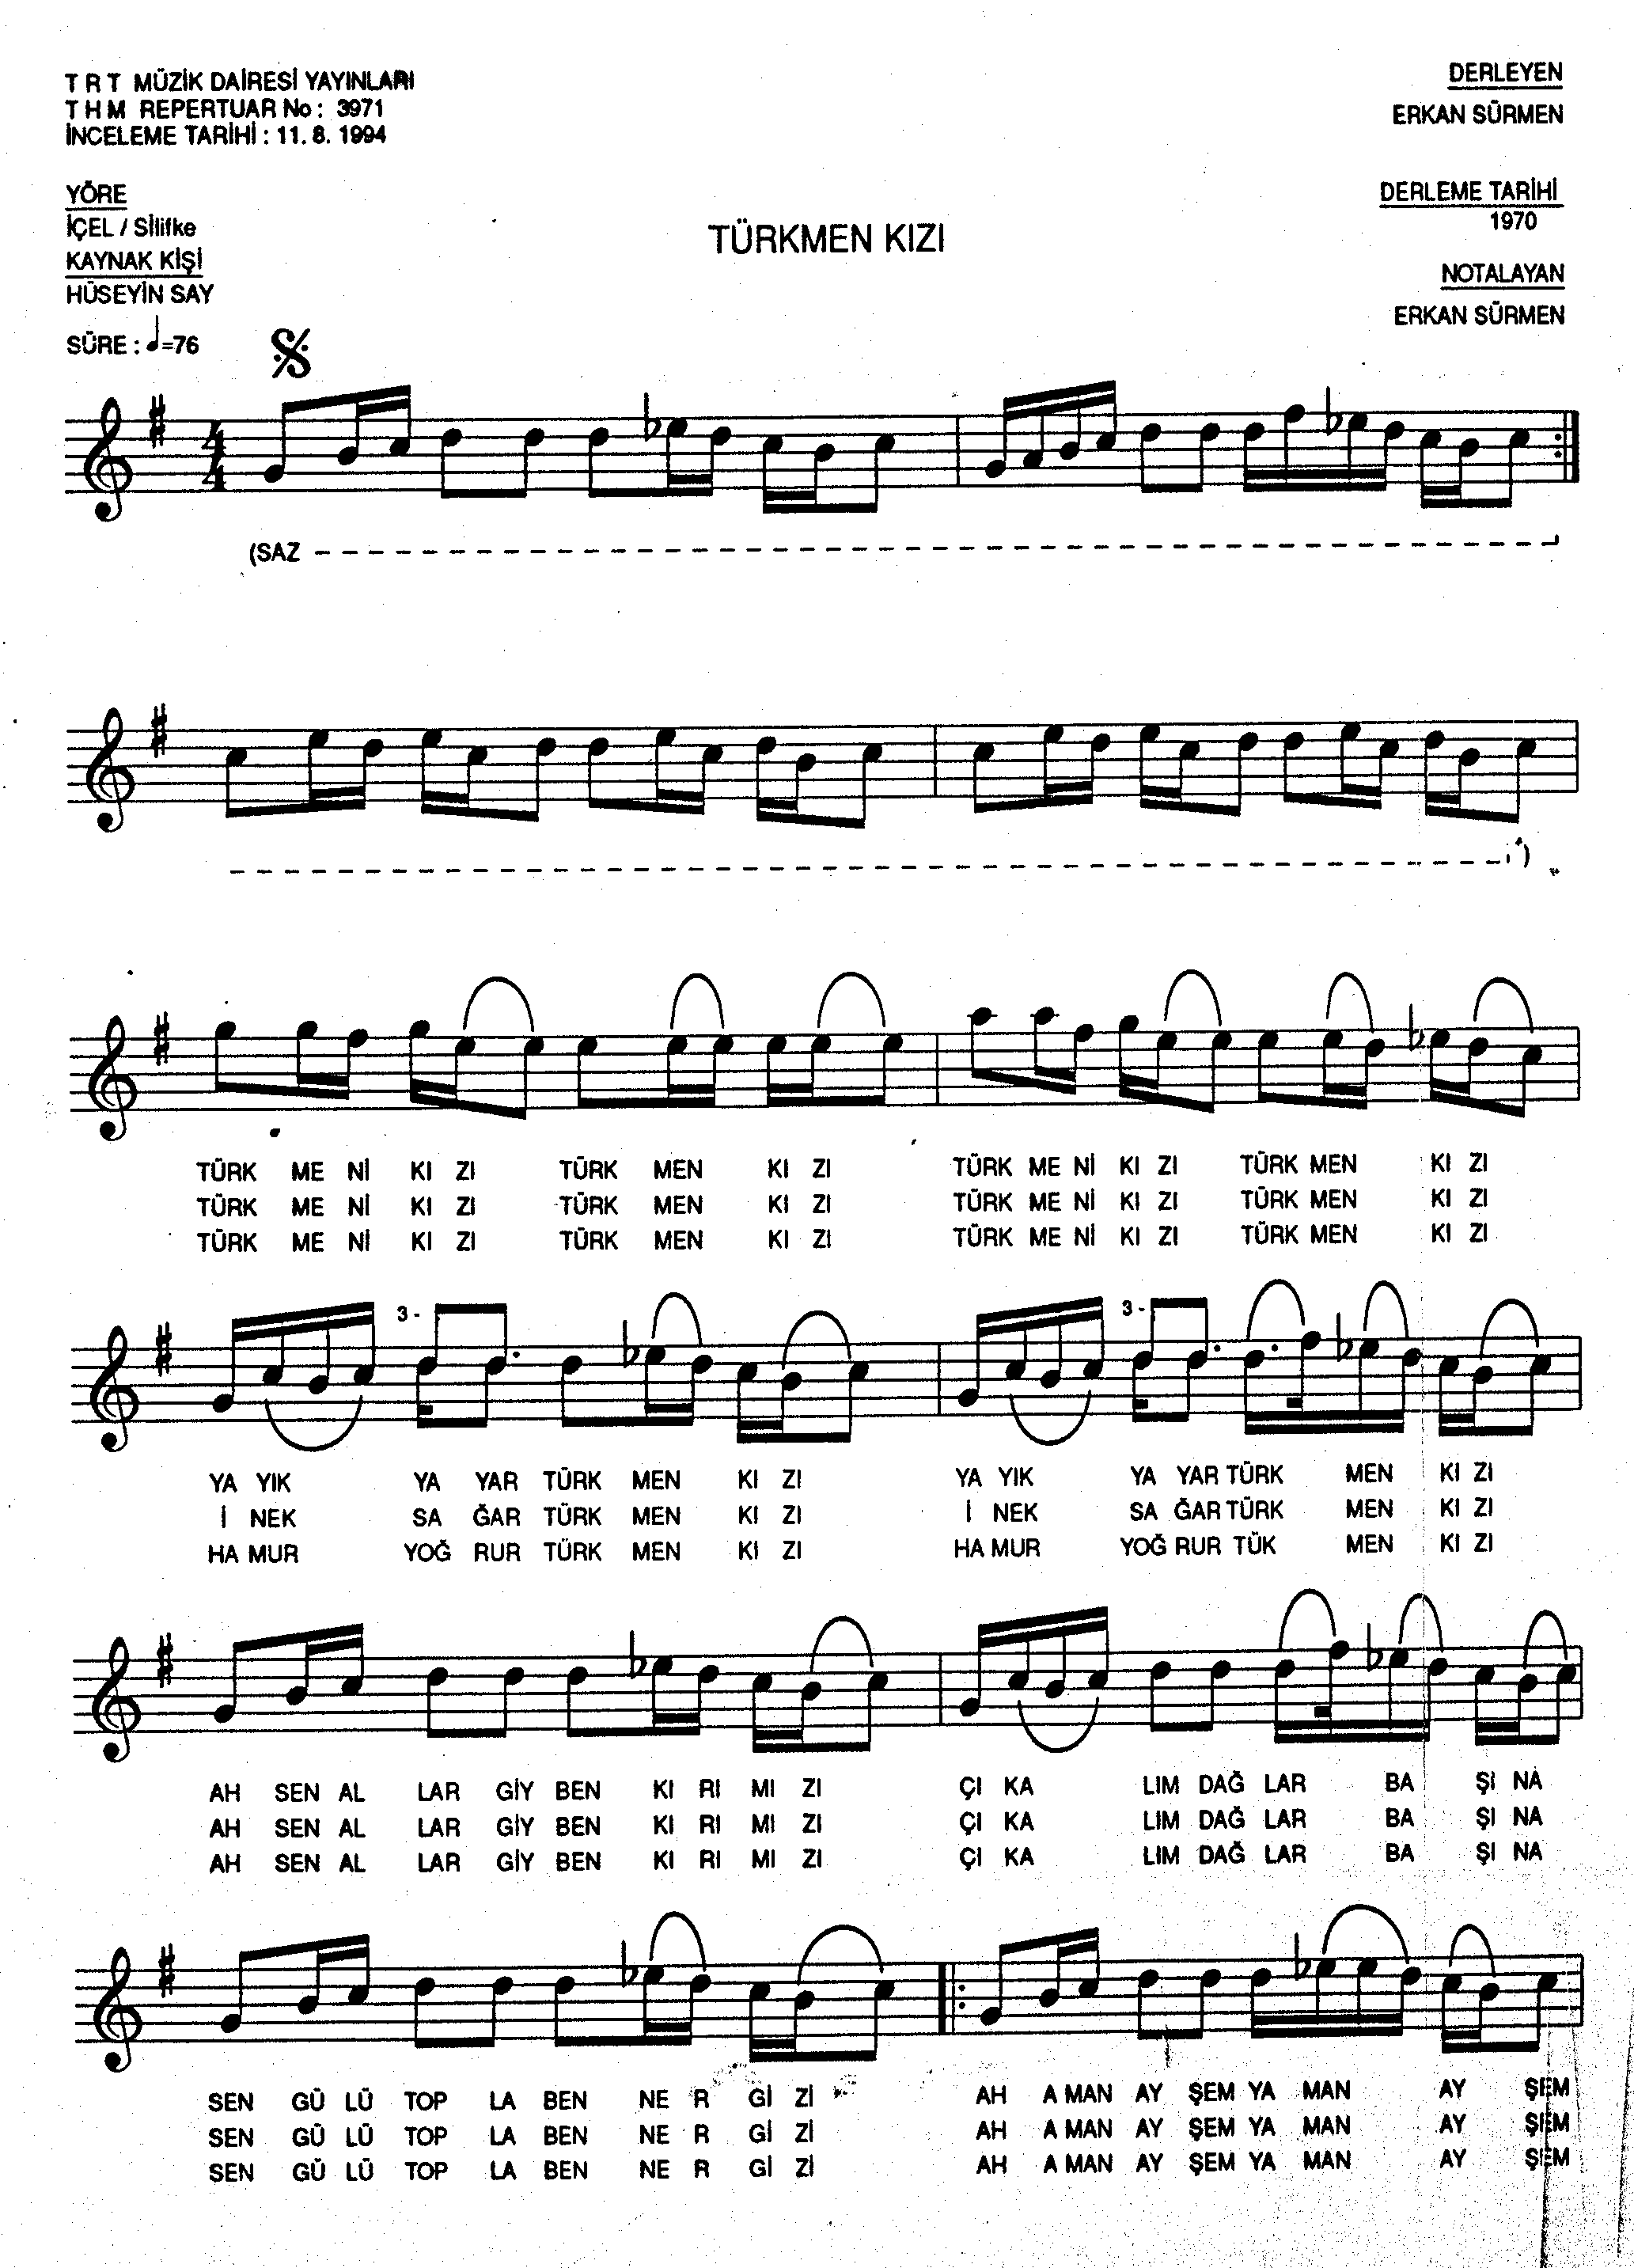 T R T MÜZİK DAİRESİ YAYINLARI
T H M REPERTUAR No : 3971
İNCELEME TARİHİ : 11. 8. 1994
DERLEYEN
ERKAN SÜRMEN
YÖRE
İÇEL / Silifke
KAYNAK KİŞİ
HÜSEYİN SAY
SÜRE : ♩=76
TÜRKMEN KIZI
DERLEME TARİHİ
1970
NOTALAYAN
ERKAN SÜRMEN
(SAZ
TÜRK ME Nİ KI ZI TÜRK MEN KI ZI TÜRK ME Nİ KI ZI TÜRK MEN KI ZI
TÜRK ME Nİ KI ZI TÜRK MEN KI ZI TÜRK ME Nİ KI ZI TÜRK MEN KI ZI
TÜRK ME Nİ KI ZI TÜRK MEN KI ZI TÜRK ME Nİ KI ZI TÜRK MEN KI ZI
3 - 3 -
YA YIK YA YAR TÜRK MEN KI ZI YA YIK YA YAR TÜRK MEN KI ZI
İ NEK SA ĞAR TÜRK MEN KI ZI İ NEK SA ĞAR TÜRK MEN KI ZI
HA MUR YOĞ RUR TÜRK MEN KI ZI HA MUR YOĞ RUR TÜK MEN KI ZI
AH SEN AL LAR GİY BEN KI RI MI ZI ÇI KA LIM DAĞ LAR BA ŞI NA
AH SEN AL LAR GİY BEN KI RI MI ZI ÇI KA LIM DAĞ LAR BA ŞI NA
AH SEN AL LAR GİY BEN KI RI MI ZI ÇI KA LIM DAĞ LAR BA ŞI NA
SEN GÜ LÜ TOP LA BEN NE R Gİ Zİ AH A MAN AY ŞEM YA MAN AY ŞEM
SEN GÜ LÜ TOP LA BEN NE R Gİ Zİ AH A MAN AY ŞEM YA MAN AY ŞEM
SEN GÜ LÜ TOP LA BEN NE R Gİ Zİ AH A MAN AY ŞEM YA MAN AY ŞEM